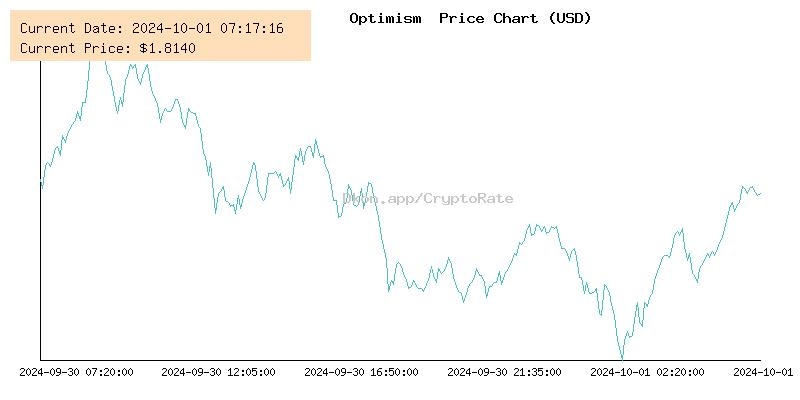 Optimism Price Chart (USD)
Current Date: 2024-10-01 07:17:16
Current Price: $1.8140
Dkon.app/CryptoRate
2024-09-30 07:20:00 2024-09-30 12:05:00 2024-09-30 16:50:00 2024-09-30 21:35:00 2024-10-01 02:20:00 2024-10-01